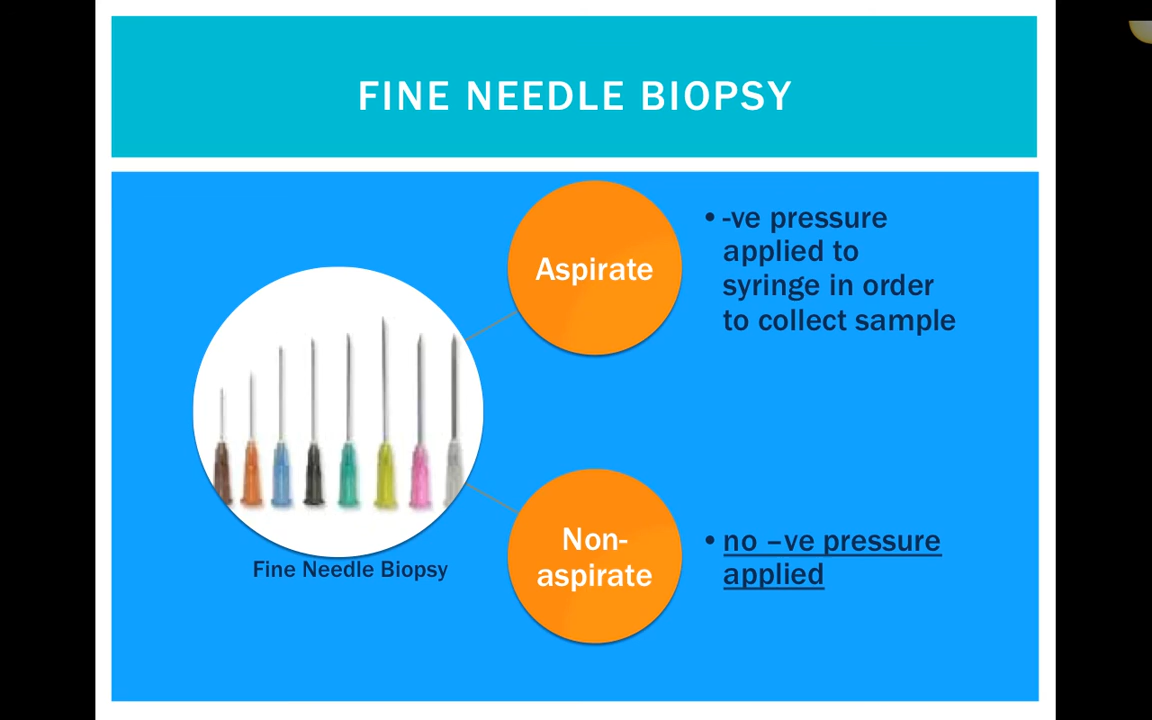 FINE NEEDLE BIOPSY
Aspirate
• -ve pressure
applied to
syringe in order
to collect sample
Fine Needle Biopsy
Non-
aspirate
• no –ve pressure
applied